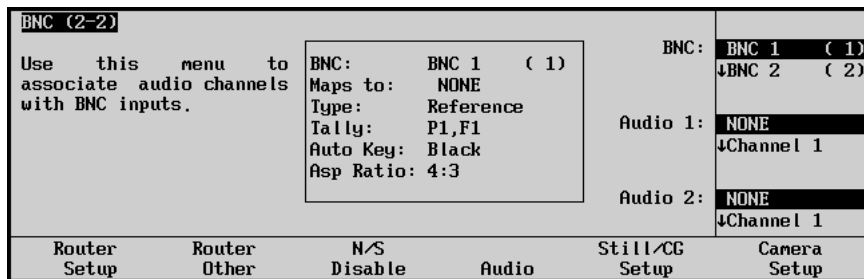 BNC (2-2)
Use this menu to
associate audio channels
with BNC inputs.
BNC: BNC 1 ( 1)
Maps to: NONE
Type: Reference
Tally: P1,F1
Auto Key: Black
Asp Ratio: 4:3
BNC: BNC 1 ( 1)
↓BNC 2 ( 2)
Audio 1: NONE
↓Channel 1
Audio 2: NONE
↓Channel 1
Router Setup
Router Other
N/S Disable
Audio
Still/CG Setup
Camera Setup